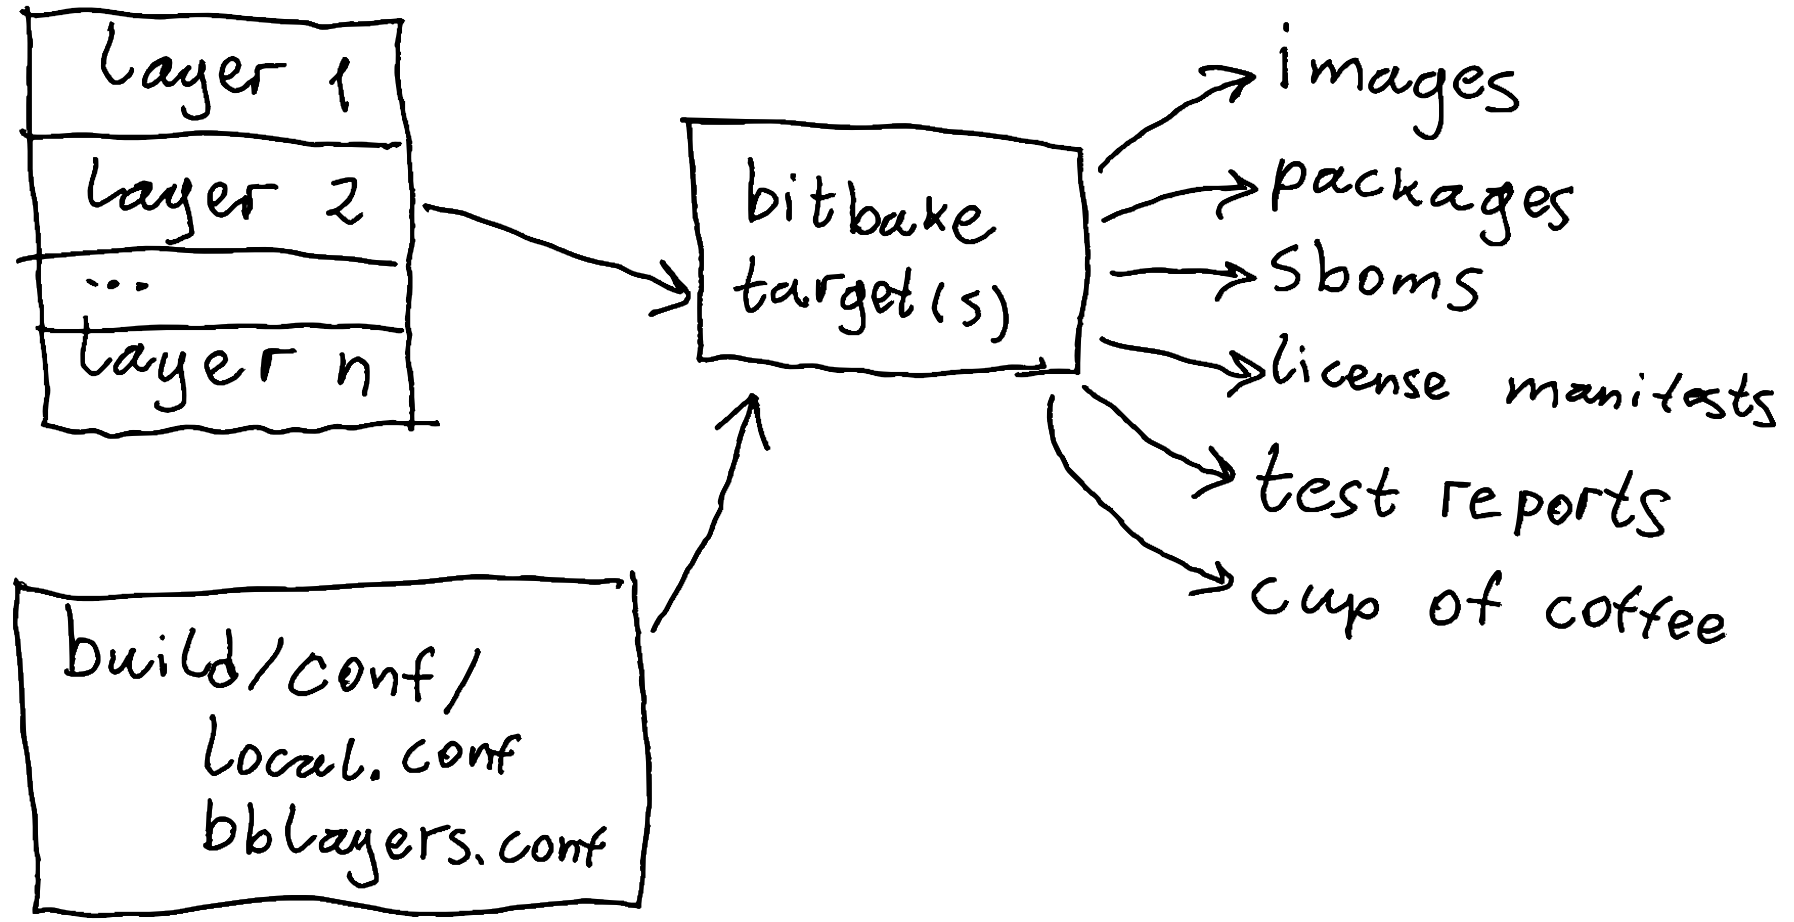 layer 1
layer 2
...
layer n
build/conf/
local.conf
bblayers.conf
bitbake
target(s)
images
packages
sboms
license manifests
test reports
cup of coffee